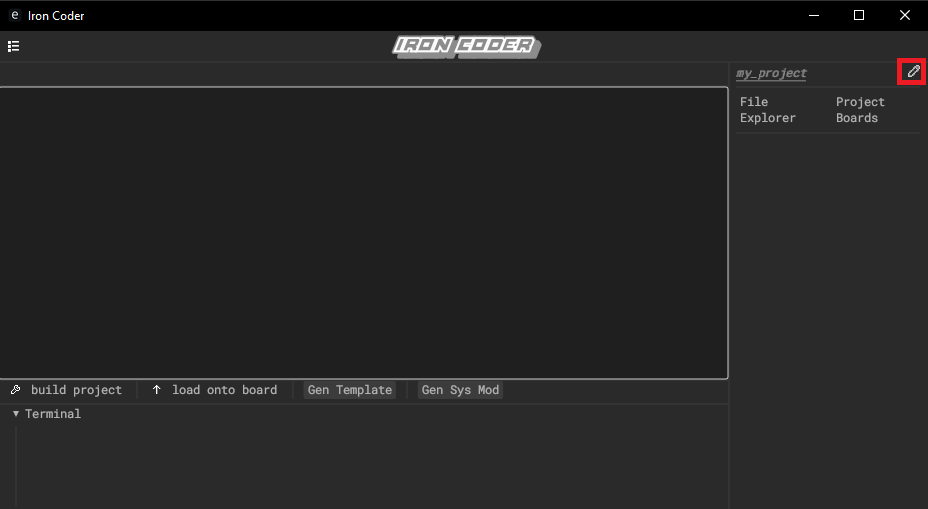 e Iron Coder
IRON CODER
my_project
File Explorer
Project Boards
build project load onto board Gen Template Gen Sys Mod
Terminal